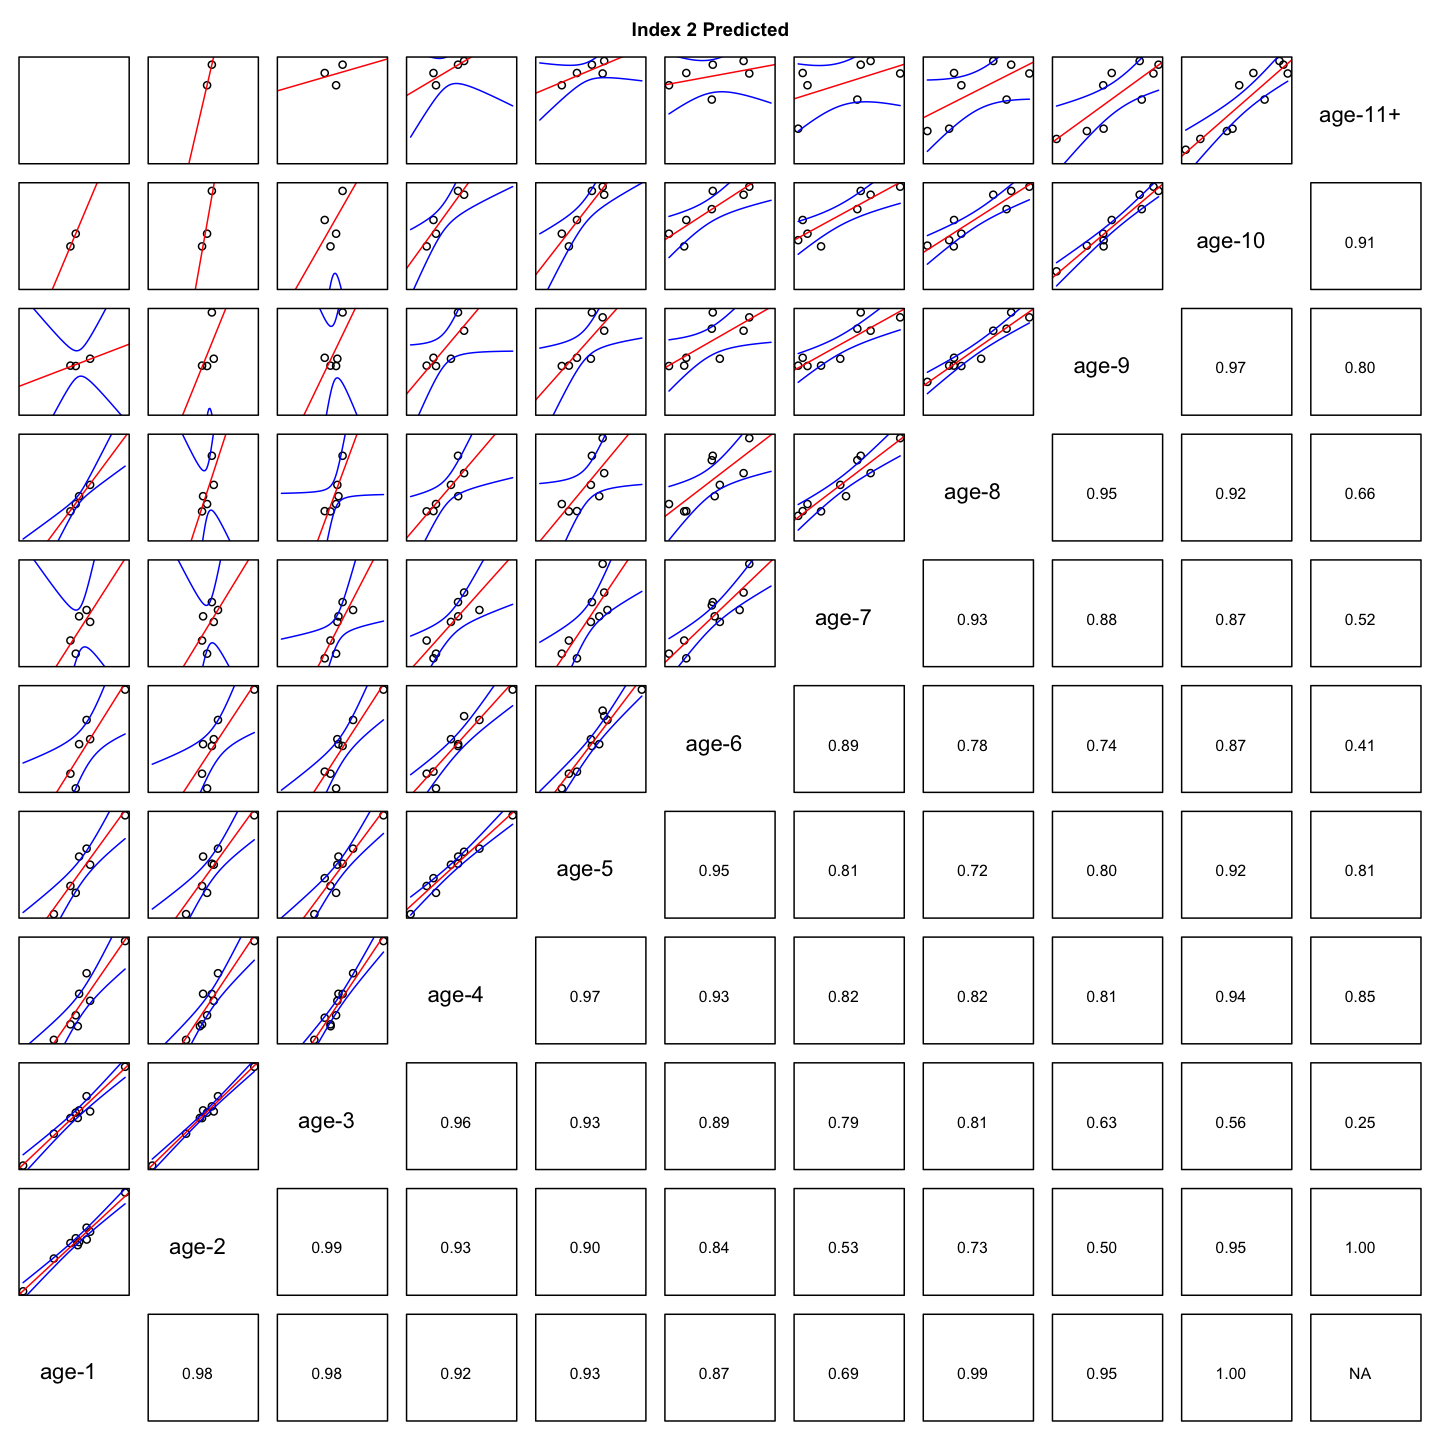 Index 2 Predicted
age-11+
age-10 0.91
age-9 0.97 0.80
age-8 0.95 0.92 0.66
age-7 0.93 0.88 0.87 0.52
age-6 0.89 0.78 0.74 0.87 0.41
age-5 0.95 0.81 0.72 0.80 0.92 0.81
age-4 0.97 0.93 0.82 0.82 0.81 0.94 0.85
age-3 0.96 0.93 0.89 0.79 0.81 0.63 0.56 0.25
age-2 0.99 0.93 0.90 0.84 0.53 0.73 0.50 0.95 1.00
age-1 0.98 0.98 0.92 0.93 0.87 0.69 0.99 0.95 1.00 NA